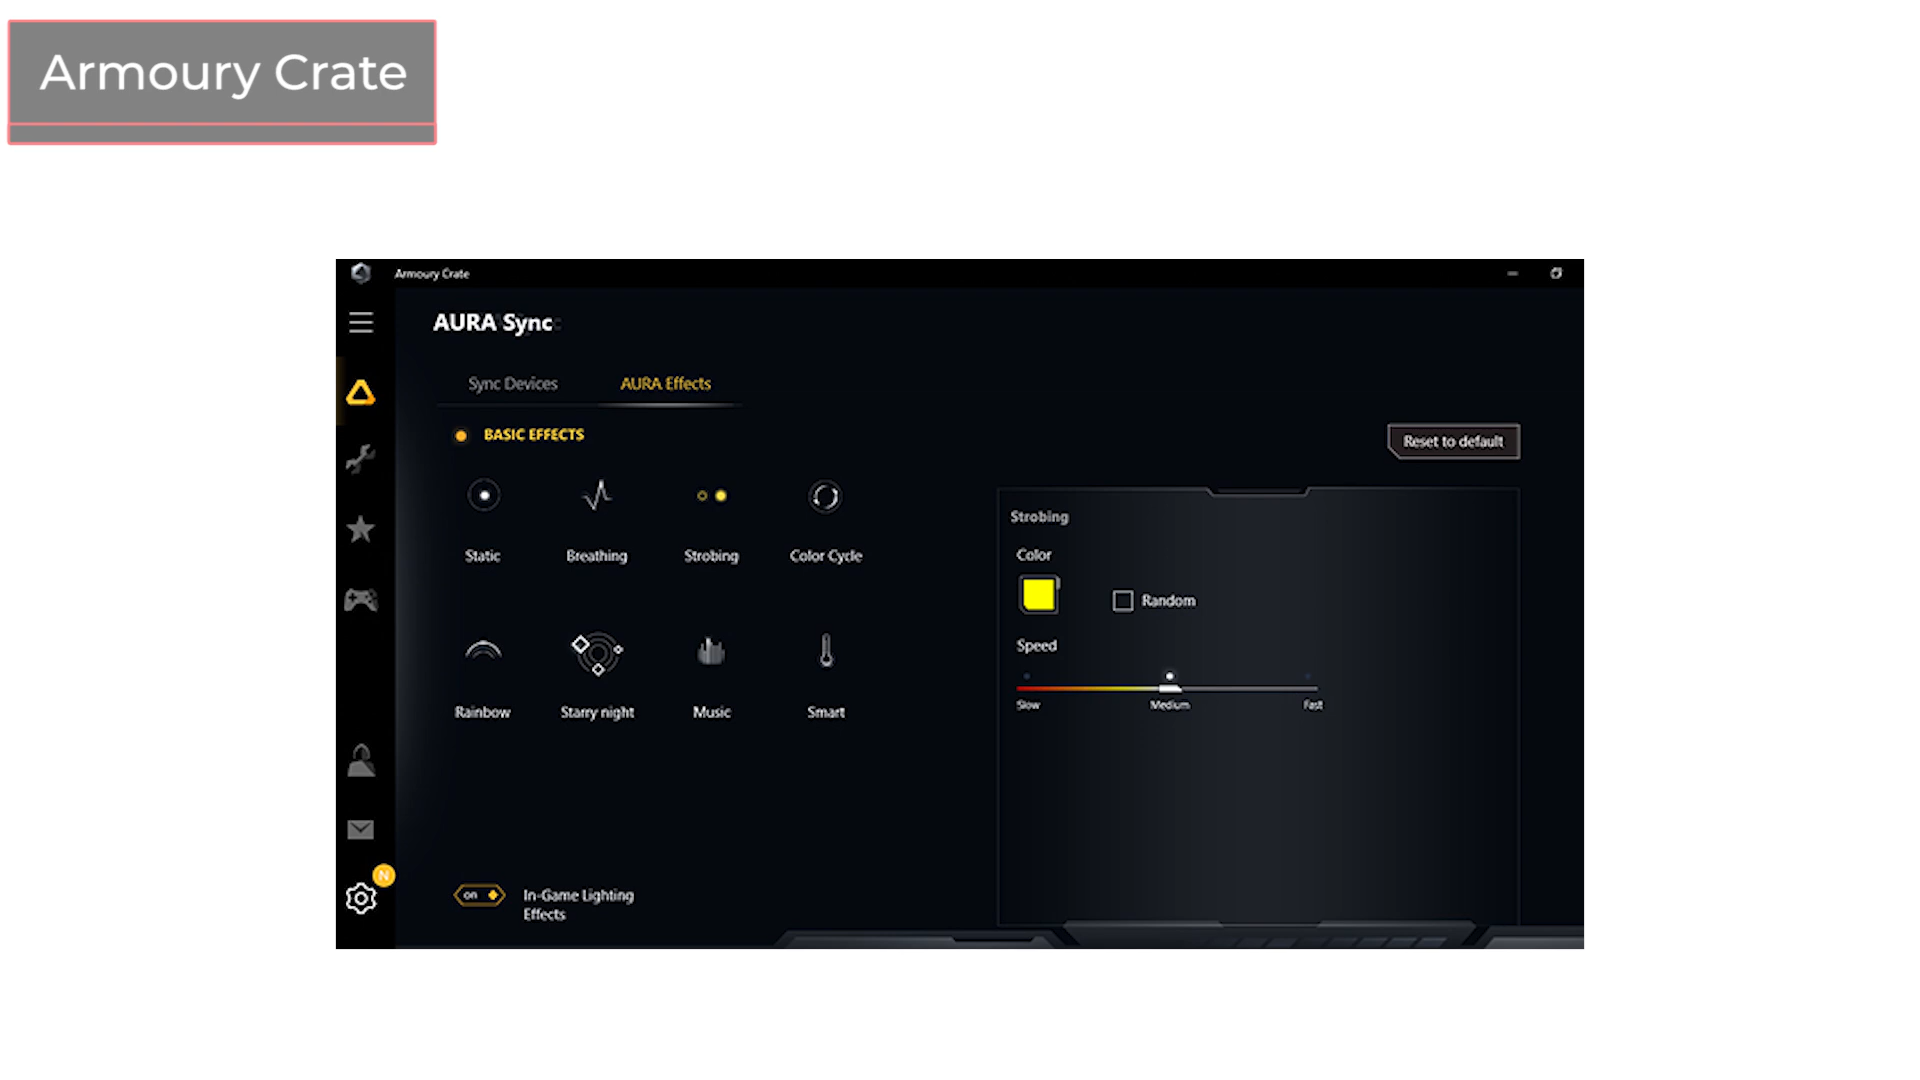 Armoury Crate
Armoury Crate
AURA Sync
Sync Devices
AURA Effects
BASIC EFFECTS
Reset to default
Static
Breathing
Strobing
Color Cycle
Rainbow
Starry night
Music
Smart
Strobing
Color
Random
Speed
Slow
Medium
Fast
N
on
In-Game Lighting
Effects